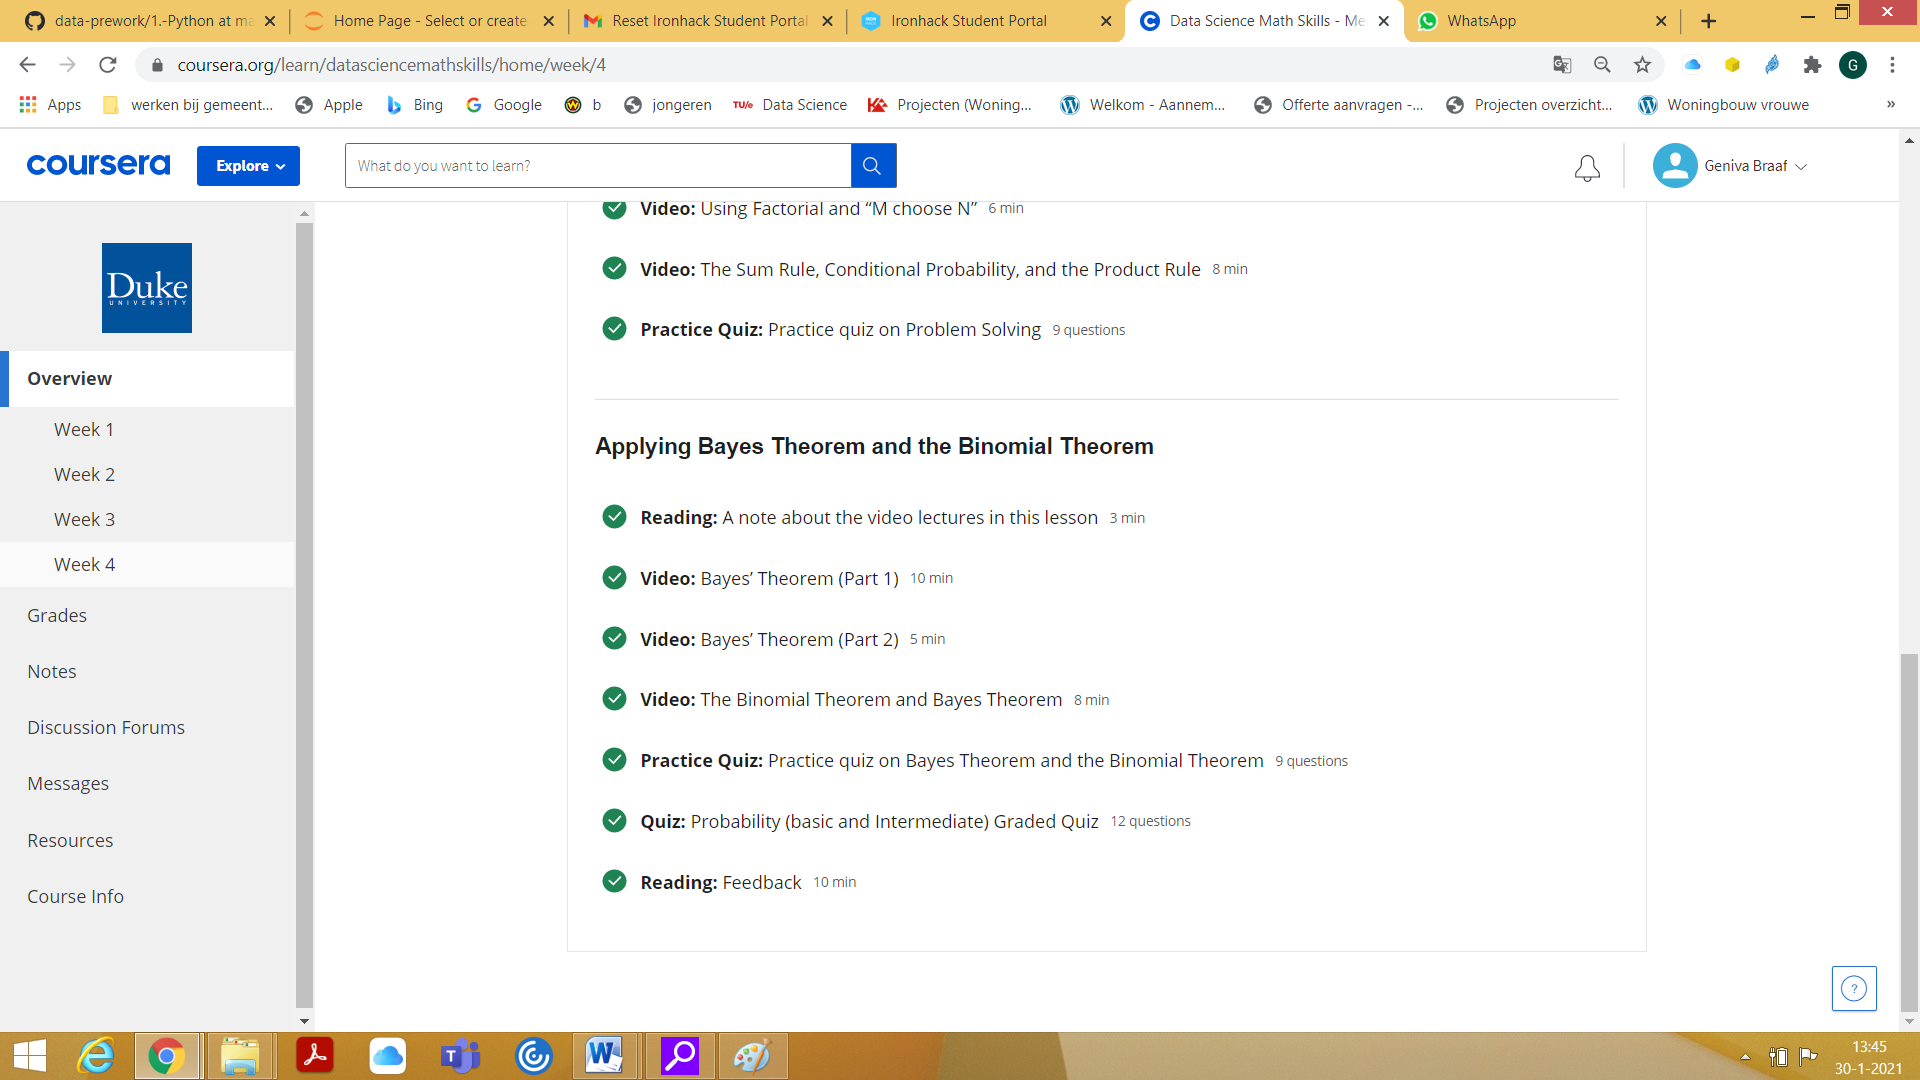 data-prework/1.-Python at ma
Home Page - Select or create
Reset Ironhack Student Portal
Ironhack Student Portal
Data Science Math Skills - Me
WhatsApp
coursera.org/learn/datasciencemathskills/home/week/4
G
Apps
werken bij gemeent...
Apple
Bing
Google
b
jongeren
TU/e Data Science
Projecten (Woning...
Welkom - Aannem...
Offerte aanvragen -...
Projecten overzicht...
Woningbouw vrouwe
»
coursera
Explore
What do you want to learn?
Geniva Braaf
Duke
UNIVERSITY
Overview
Week 1
Week 2
Week 3
Week 4
Grades
Notes
Discussion Forums
Messages
Resources
Course Info
Video: Using Factorial and “M choose N” 6 min
Video: The Sum Rule, Conditional Probability, and the Product Rule 8 min
Practice Quiz: Practice quiz on Problem Solving 9 questions
Applying Bayes Theorem and the Binomial Theorem
Reading: A note about the video lectures in this lesson 3 min
Video: Bayes’ Theorem (Part 1) 10 min
Video: Bayes’ Theorem (Part 2) 5 min
Video: The Binomial Theorem and Bayes Theorem 8 min
Practice Quiz: Practice quiz on Bayes Theorem and the Binomial Theorem 9 questions
Quiz: Probability (basic and Intermediate) Graded Quiz 12 questions
Reading: Feedback 10 min
?
13:45
30-1-2021